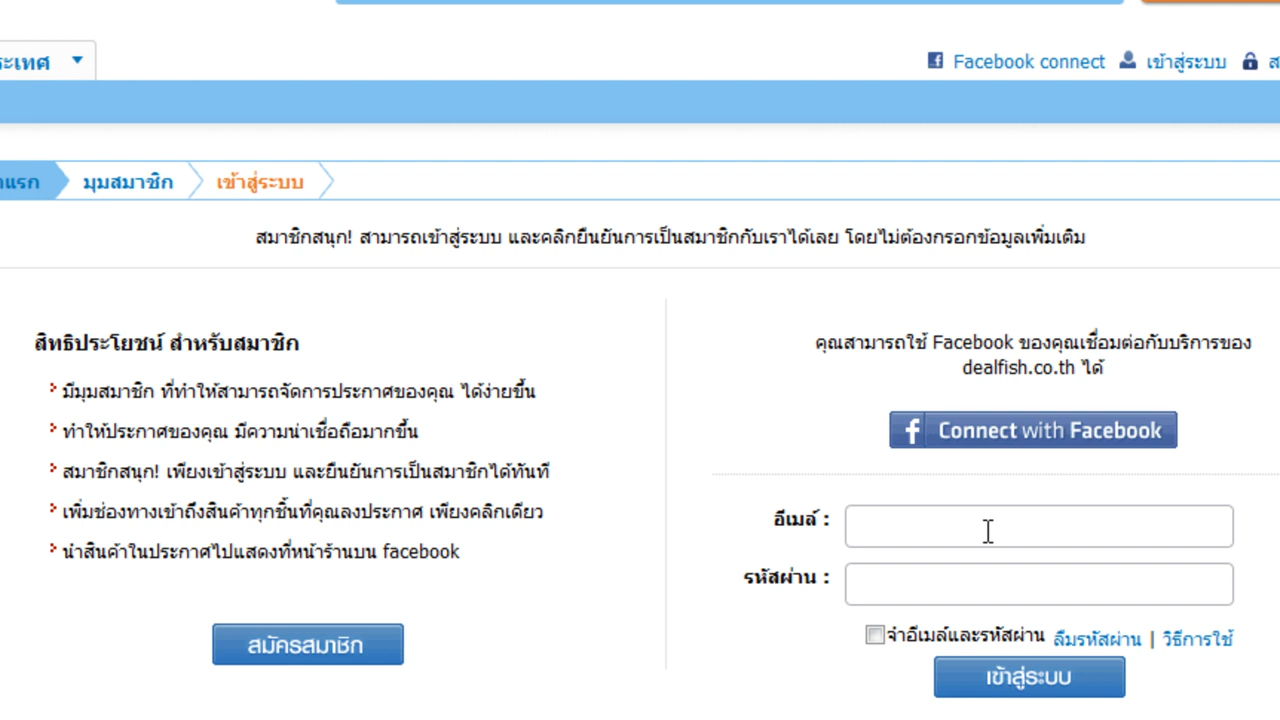 Facebook connect เข้าสู่ระบบ
มุมสมาชิก เข้าสู่ระบบ
สมาชิกสนุก! สามารถเข้าสู่ระบบ และคลิกยืนยันการเป็นสมาชิกกับเราได้เลย โดยไม่ต้องกรอกข้อมูลเพิ่มเติม
สิทธิประโยชน์ สำหรับสมาชิก
มีมุมสมาชิก ที่ทำให้สามารถจัดการประกาศของคุณ ได้ง่ายขึ้น
ทำให้ประกาศของคุณ มีความน่าเชื่อถือมากขึ้น
สมาชิกสนุก! เพียงเข้าสู่ระบบ และยืนยันการเป็นสมาชิกได้ทันที
เพิ่มช่องทางเข้าถึงสินค้าทุกชิ้นที่คุณลงประกาศ เพียงคลิกเดียว
นำสินค้าในประกาศไปแสดงที่หน้าร้านบน facebook
สมัครสมาชิก
คุณสามารถใช้ Facebook ของคุณเชื่อมต่อกับบริการของ
dealfish.co.th ได้
Connect with Facebook
อีเมล์ :
รหัสผ่าน :
จำอีเมล์และรหัสผ่าน ลืมรหัสผ่าน | วิธีการใช้
เข้าสู่ระบบ